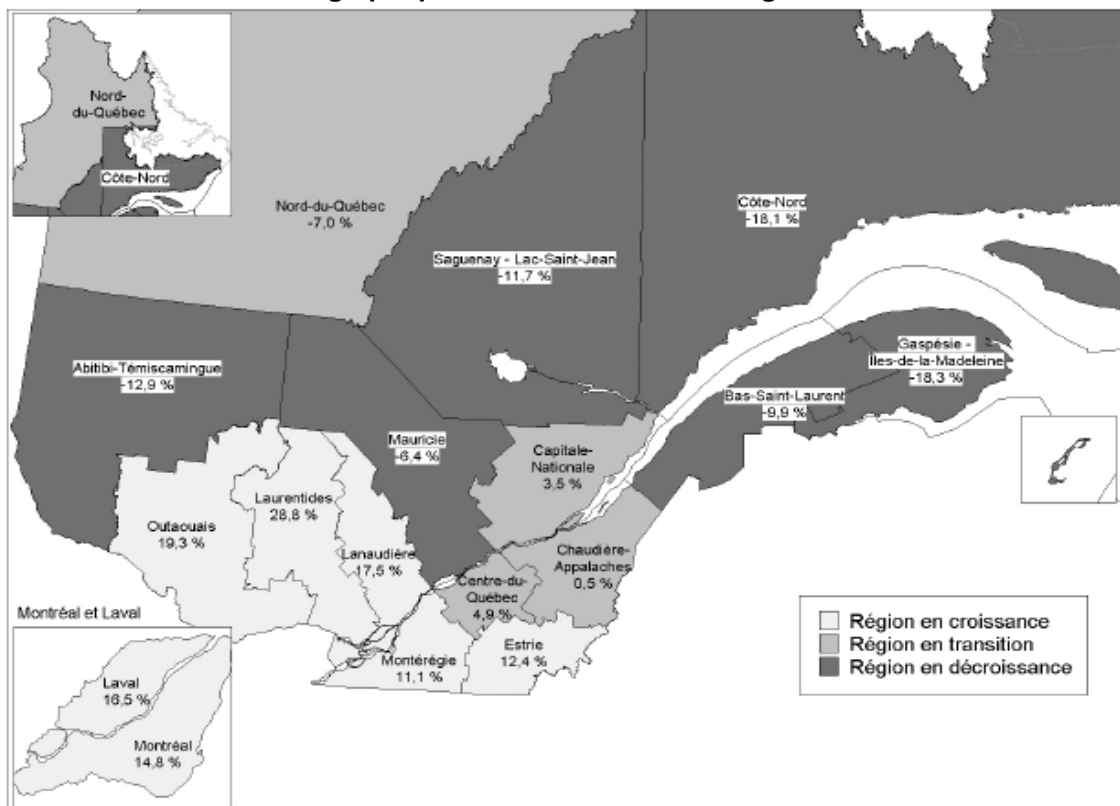 Nord-
du-Québec
Côte-Nord
Nord-du-Québec
-7,0 %
Côte-Nord
-18,1 %
Saguenay - Lac-Saint-Jean
-11,7 %
Abitibi-Témiscamingue
-12,9 %
Gaspésie -
Îles-de-la-Madeleine
-18,3 %
Bas-Saint-Laurent
-9,9 %
Mauricie
-6,4 %
Capitale-
Nationale
3,5 %
Laurentides
28,8 %
Outaouais
19,3 %
Lanaudière
17,5 %
Chaudière-
Appalaches
0,5 %
Centre-du-
Québec
4,9 %
Estrie
12,4 %
Montérégie
11,1 %
Montréal et Laval
Laval
16,5 %
Montréal
14,8 %
Région en croissance
Région en transition
Région en décroissance